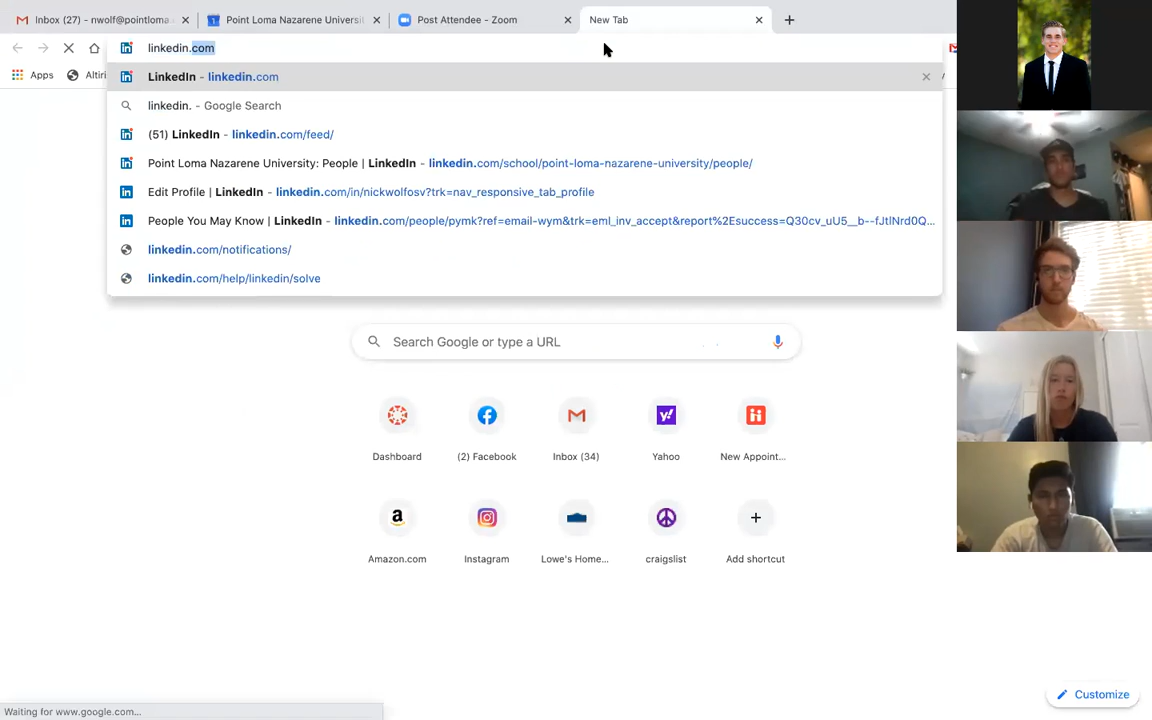 Inbox (27) - nwolf@pointloma.
Point Loma Nazarene Universit
Post Attendee - Zoom
New Tab
linkedin.com
Apps
Altiri
LinkedIn - linkedin.com
linkedin. - Google Search
(51) LinkedIn - linkedin.com/feed/
Point Loma Nazarene University: People | LinkedIn - linkedin.com/school/point-loma-nazarene-university/people/
Edit Profile | LinkedIn - linkedin.com/in/nickwolfosv?trk=nav_responsive_tab_profile
People You May Know | LinkedIn - linkedin.com/people/pymk?ref=email-wym&trk=eml_inv_accept&report%2Esuccess=Q30cv_uU5__b--fJtlNrd0Q...
linkedin.com/notifications/
linkedin.com/help/linkedin/solve
Search Google or type a URL
Dashboard
(2) Facebook
Inbox (34)
Yahoo
New Appoint...
Amazon.com
Instagram
Lowe's Home...
craigslist
Add shortcut
Customize
Waiting for www.google.com...